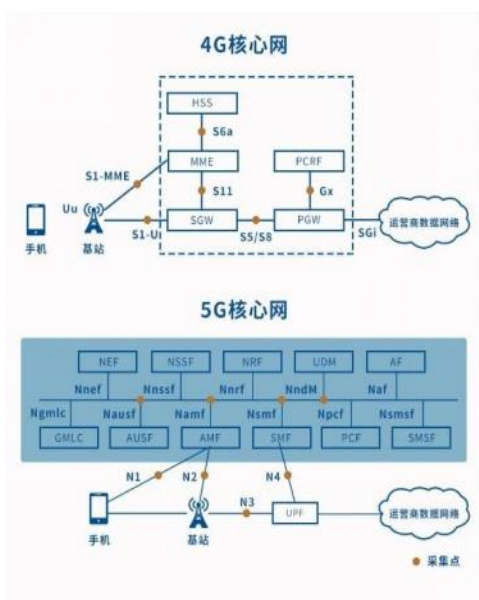 4G核心网
HSS
S6a
MME
PCRF
S1-MME
S11
Gx
Uu
SGW
PGW
运营商数据网络
S1-U
S5/S8
SGi
手机
基站
5G核心网
NEF
NSSF
NRF
UDM
AF
Nnef
Nnssf
Nnrf
NndM
Naf
Ngmlc
Nausf
Namf
Nsmf
Npcf
Nsmsf
GMLC
AUSF
AMF
SMF
PCF
SMSF
N1
N2
N4
N3
UPF
运营商数据网络
手机
基站
采集点